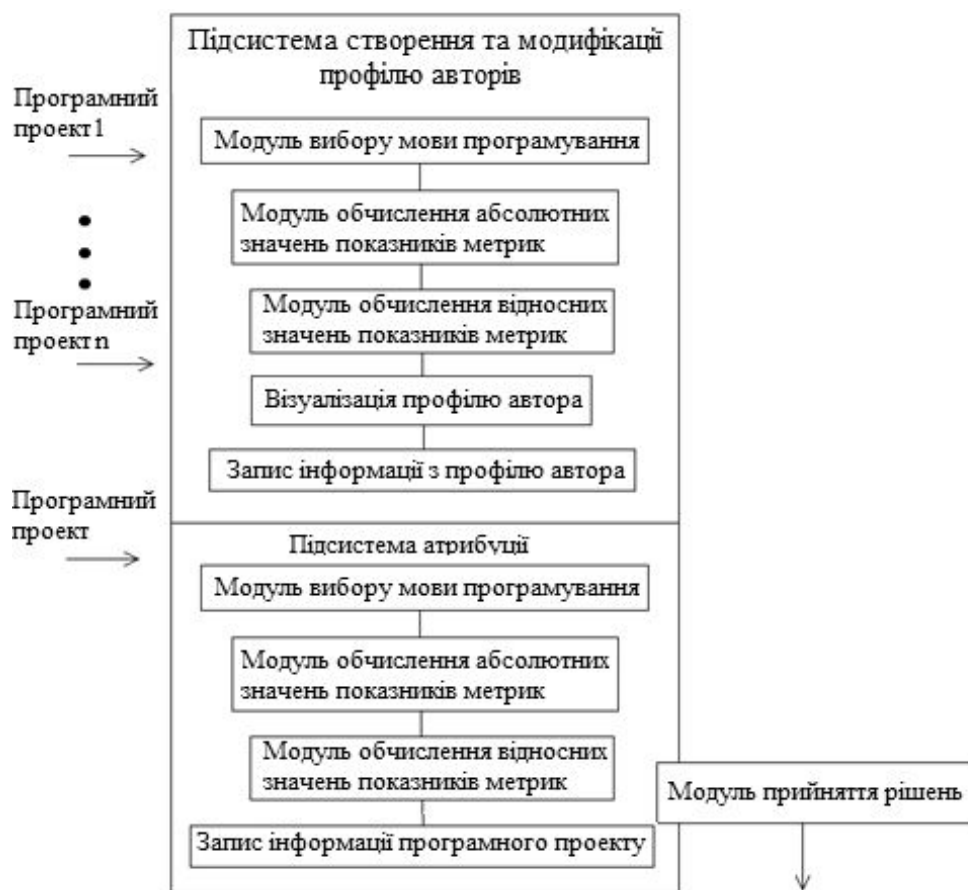 Підсистема створення та модифікації
профілю авторів
Програмний
проект 1
Модуль вибору мови програмування
Модуль обчислення абсолютних
значень показників метрик
Програмний
проект n
Модуль обчислення відносних
значень показників метрик
Візуалізація профілю автора
Запис інформації з профілю автора
Програмний
проект
Підсистема атрибуції
Модуль вибору мови програмування
Модуль обчислення абсолютних
значень показників метрик
Модуль обчислення відносних
значень показників метрик
Модуль прийняття рішень
Запис інформації програмного проекту